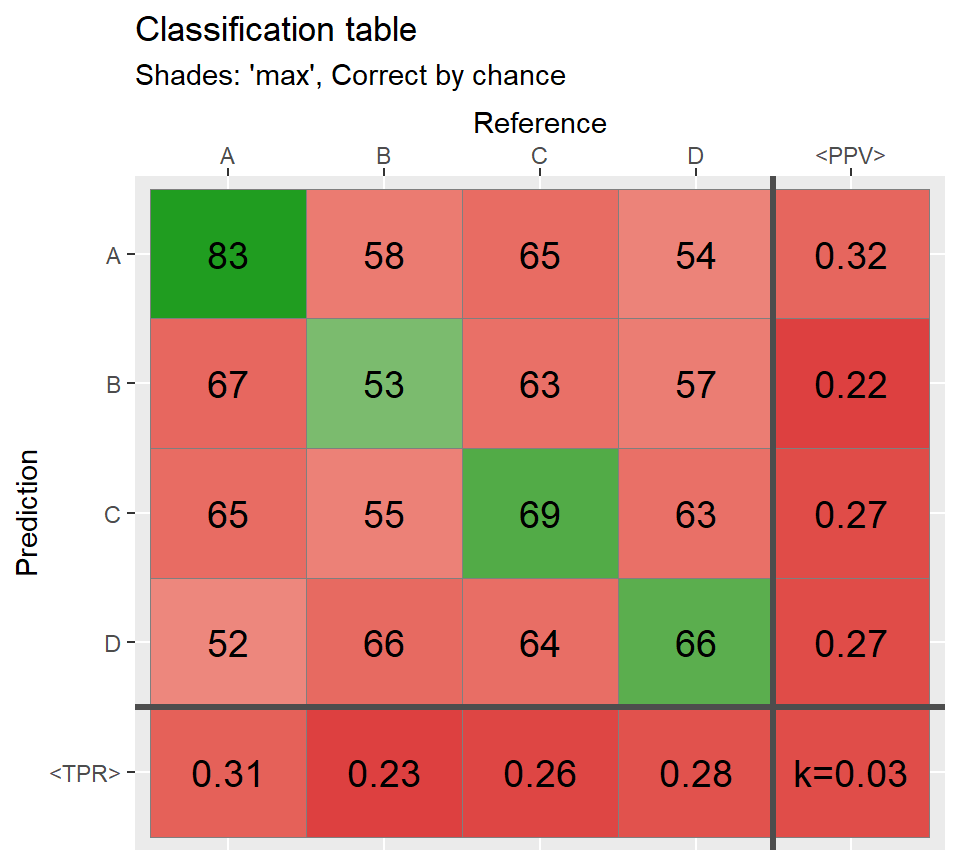 Classification table
Shades: 'max', Correct by chance
Reference
A B C D <PPV>
A 83 58 65 54 0.32
B 67 53 63 57 0.22
C 65 55 69 63 0.27
D 52 66 64 66 0.27
<TPR> 0.31 0.23 0.26 0.28 k=0.03
Prediction